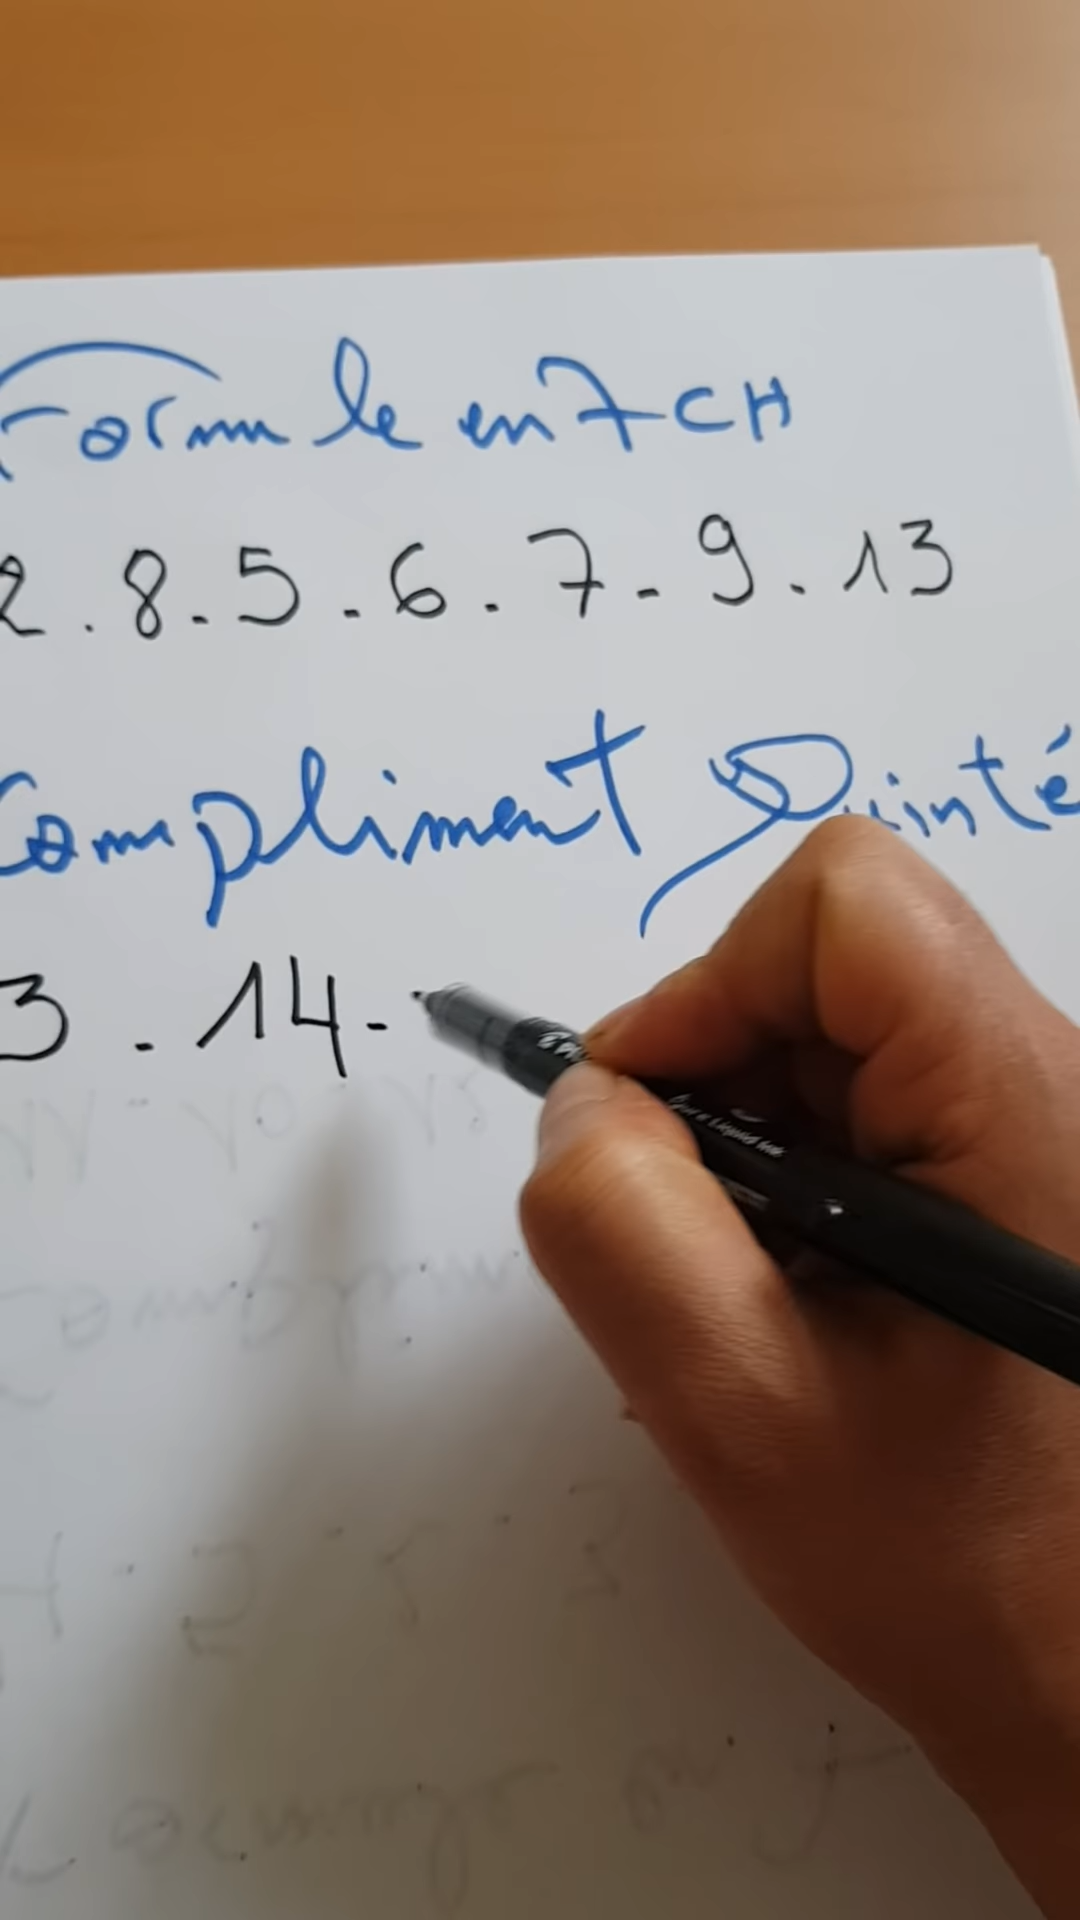 Formule en 7 CH
2 . 8 - 5 - 6 - 7 - 9 . 13
Compliment Quinté
3 . 14 -